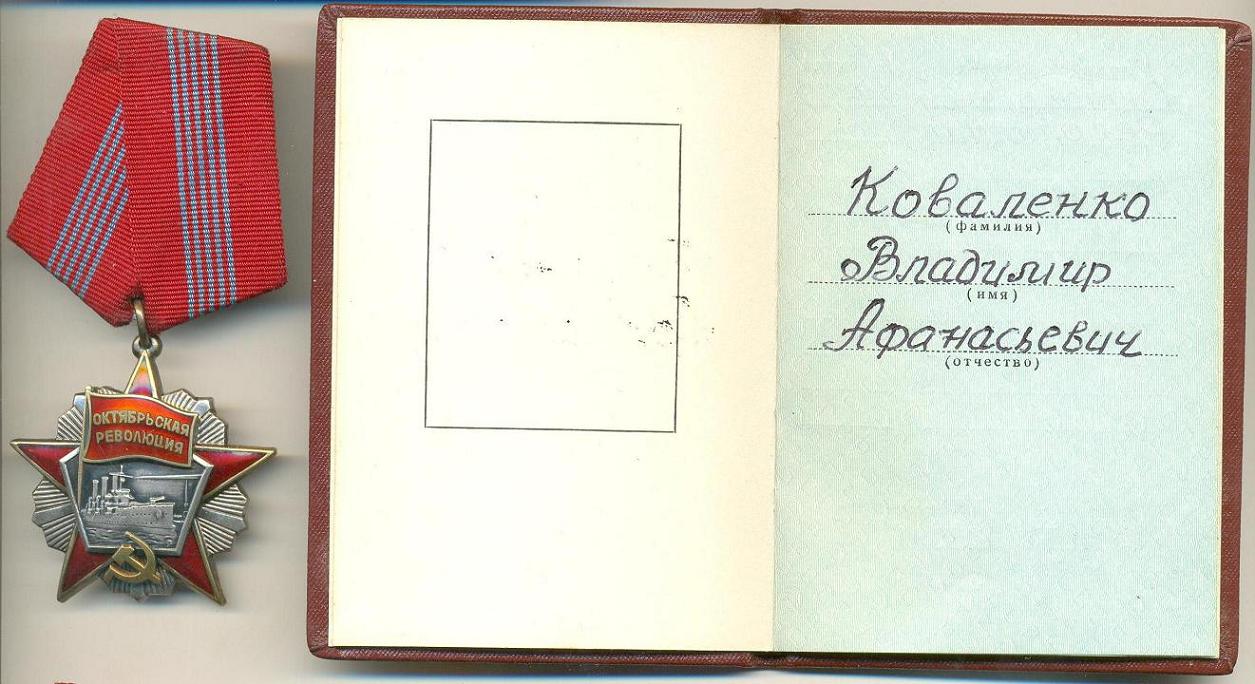 ОКТЯБРЬСКАЯ
РЕВОЛЮЦИЯ
Коваленко
(фамилия)
Владимир
(имя)
Афанасьевич
(отчество)